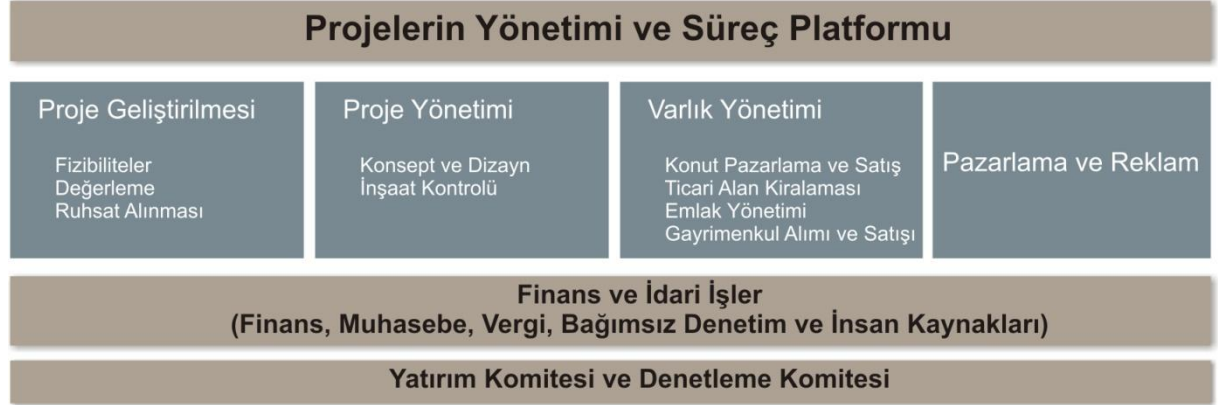 Projelerin Yönetimi ve Süreç Platformu
Proje Geliştirilmesi
Fizibiliteler
Değerleme
Ruhsat Alınması
Proje Yönetimi
Konsept ve Dizayn
İnşaat Kontrolü
Varlık Yönetimi
Konut Pazarlama ve Satış
Ticari Alan Kiralaması
Emlak Yönetimi
Gayrimenkul Alımı ve Satışı
Pazarlama ve Reklam
Finans ve İdari İşler
(Finans, Muhasebe, Vergi, Bağımsız Denetim ve İnsan Kaynakları)
Yatırım Komitesi ve Denetleme Komitesi